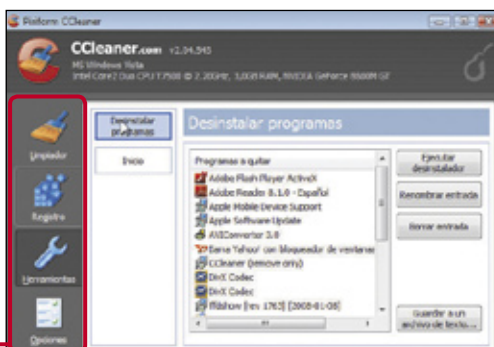 Piriform CCleaner
CCleaner.com v2.04.543
MS Windows Vista
Intel Core2 Duo CPU T7500 @ 2.20GHz, 3,0GB RAM, NVIDIA GeForce 8600M GT
Limpiador
Registro
Herramientas
Opciones
Desinstalar programas
Inicio
Desinstalar programas
Programas a quitar
Adobe Flash Player ActiveX
Adobe Reader 8.1.0 - Español
Apple Mobile Device Support
Apple Software Update
AVIConverter 3.0
Barra Yahoo! con bloqueador de ventanas
CCleaner (remove only)
DivX Codec
DivX Codec
ffdshow [rev 1763] [2008-01-08]
Ejecutar desinstalador
Renombrar entrada
Borrar entrada
Guardar a un archivo de texto...